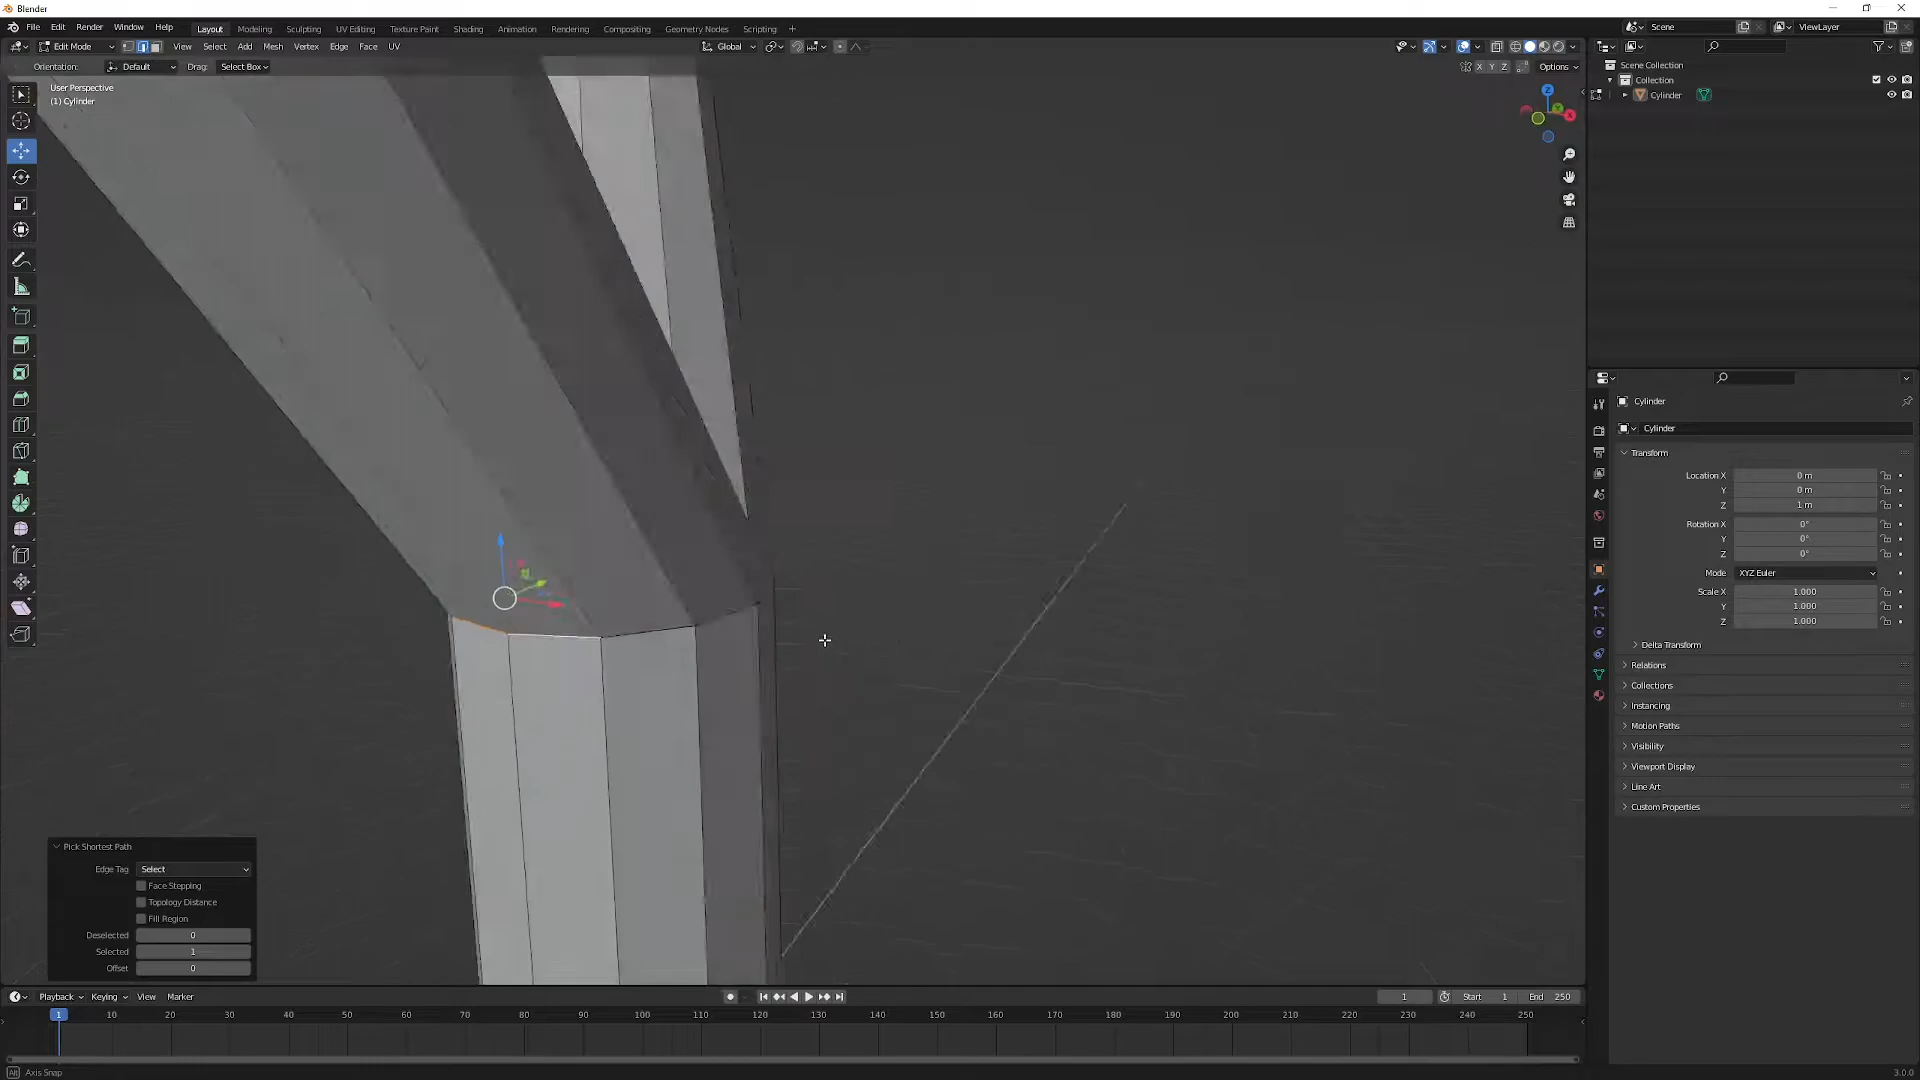 Blender
File Edit Render Window Help
Layout Modeling Sculpting UV Editing Texture Paint Shading Animation Rendering Compositing Geometry Nodes Scripting +
Scene
ViewLayer
Edit Mode
View Select Add Mesh Vertex Edge Face UV
Global
Orientation: Default Drag: Select Box
X Y Z
Options
User Perspective
(1) Cylinder
Z
Y
X
Scene Collection
Collection
Cylinder
Cylinder
Cylinder
Transform
Location X 0 m
Y 0 m
Z 1 m
Rotation X 0°
Y 0°
Z 0°
Mode XYZ Euler
Scale X 1.000
Y 1.000
Z 1.000
Delta Transform
Relations
Collections
Instancing
Motion Paths
Visibility
Viewport Display
Line Art
Custom Properties
Pick Shortest Path
Edge Tag Select
Face Stepping
Topology Distance
Fill Region
Deselected 0
Selected 1
Offset 0
Playback Keying View Marker
1 Start 1 End 250
1 10 20 30 40 50 60 70 80 90 100 110 120 130 140 150 160 170 180 190 200 210 220 230 240 250
Alt Axis Snap
3.0.0